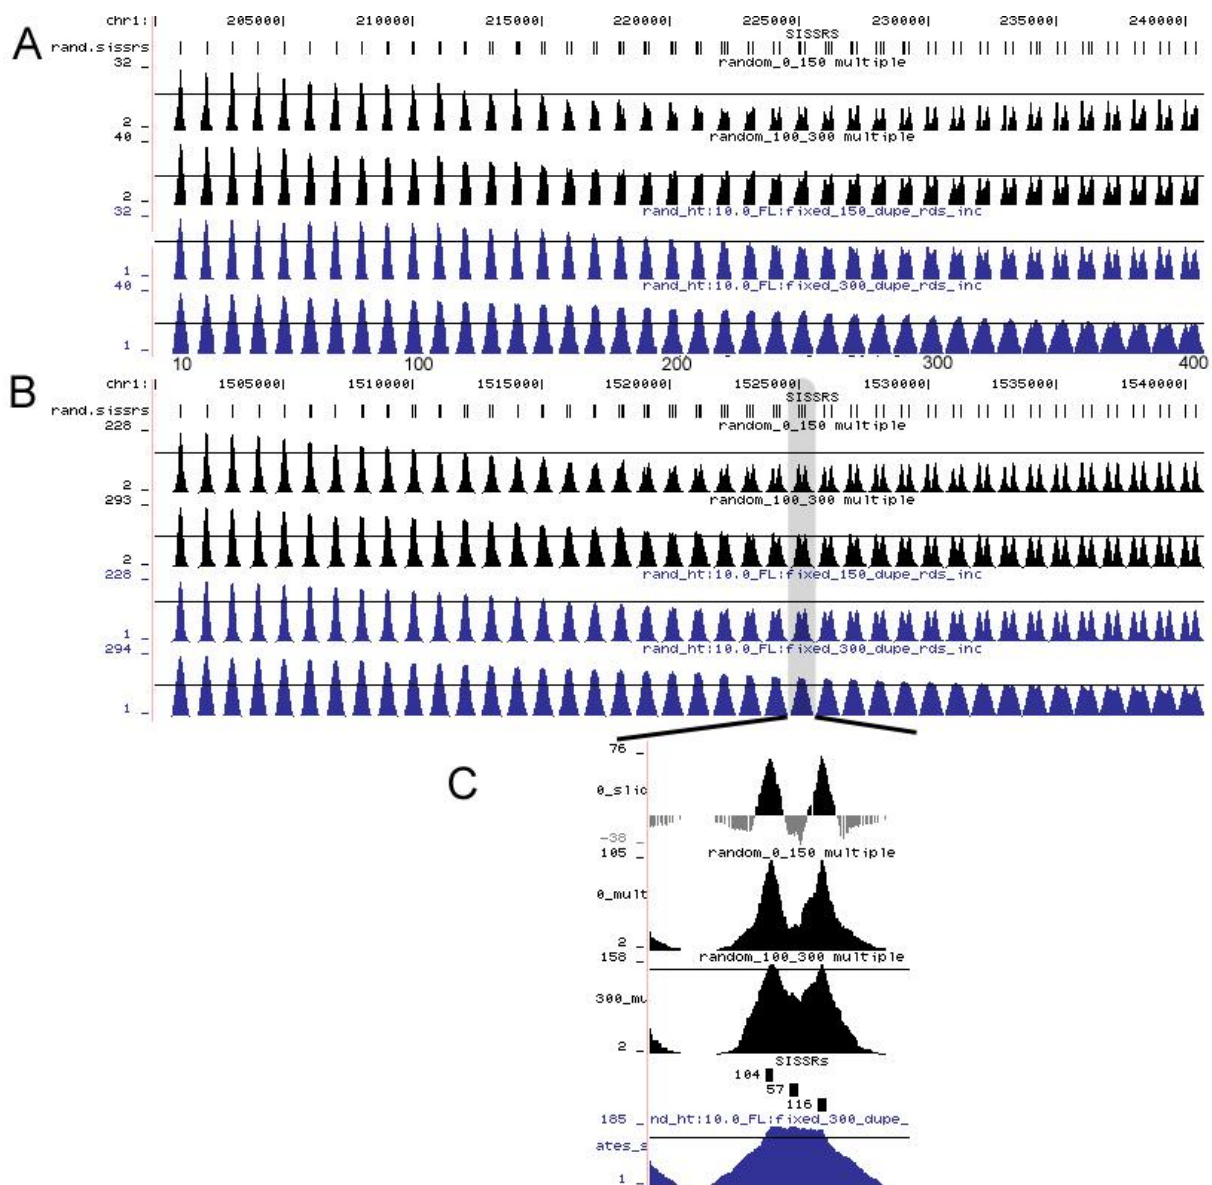 A
chr1: 205000| 210000| 215000| 220000| 225000| 230000| 235000| 240000|
SISSRS
rand.sissrs
32 _
random_0_150 multiple
2 _
40 _
random_100_300 multiple
2 _
32 _
rand_ht:10.0_FL:fixed_150_dupe_rds_inc
1 _
40 _
rand_ht:10.0_FL:fixed_300_dupe_rds_inc
1 _
10 100 200 300 400
B
chr1: 1505000| 1510000| 1515000| 1520000| 1525000| 1530000| 1535000| 1540000|
SISSRS
rand.sissrs
228 _
random_0_150 multiple
2 _
293 _
random_100_300 multiple
2 _
228 _
rand_ht:10.0_FL:fixed_150_dupe_rds_inc
1 _
294 _
rand_ht:10.0_FL:fixed_300_dupe_rds_inc
1 _
C
76 _
0_slic
-38 _
105 _
random_0_150 multiple
0_mult
2 _
158 _
random_100_300 multiple
300_mu
2 _
SISSRs
104
57
116
185 _ nd_ht:10.0_FL:fixed_300_dupe_
ates_s
1 _